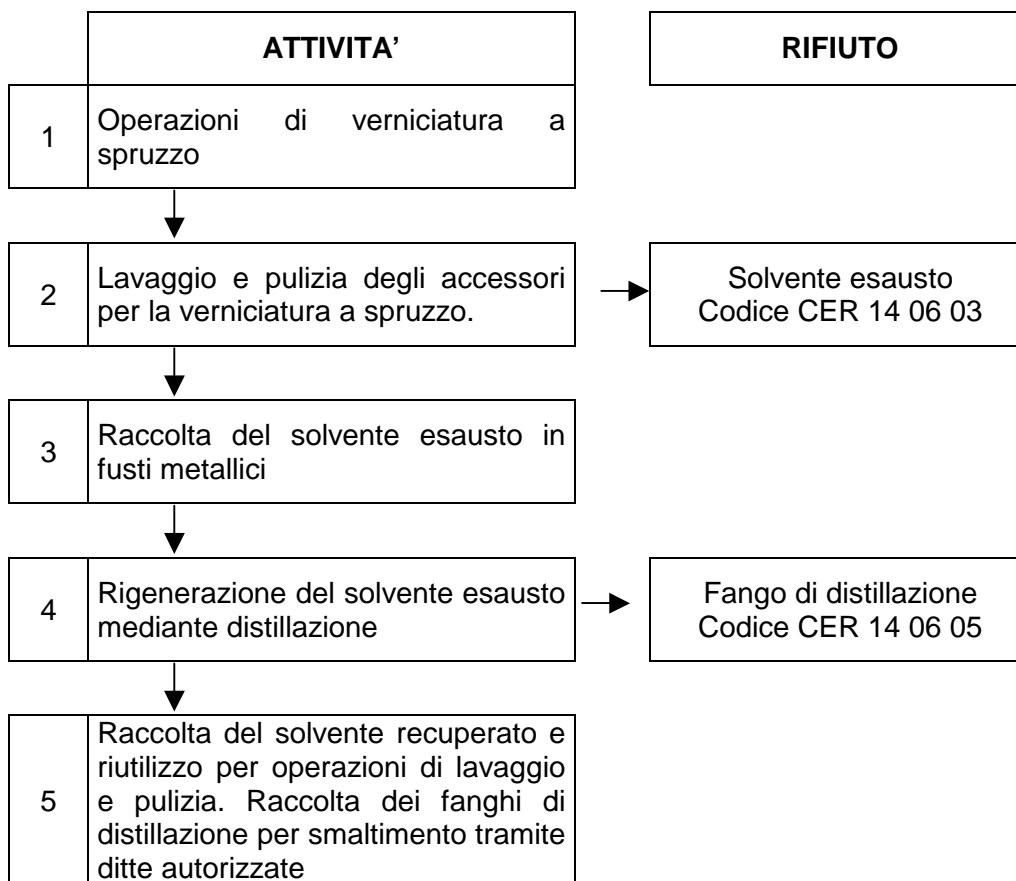 ATTIVITA’
RIFIUTO
1
Operazioni di verniciatura a
spruzzo
2
Lavaggio e pulizia degli accessori
per la verniciatura a spruzzo.
Solvente esausto
Codice CER 14 06 03
3
Raccolta del solvente esausto in
fusti metallici
4
Rigenerazione del solvente esausto
mediante distillazione
Fango di distillazione
Codice CER 14 06 05
5
Raccolta del solvente recuperato e
riutilizzo per operazioni di lavaggio
e pulizia. Raccolta dei fanghi di
distillazione per smaltimento tramite
ditte autorizzate